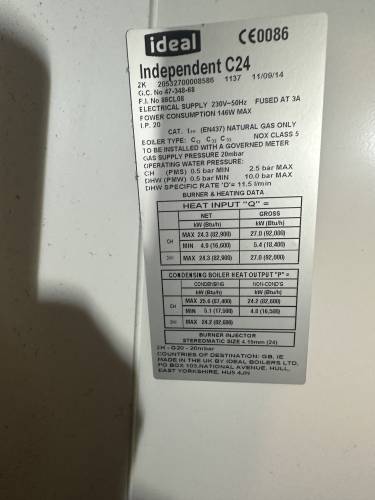 ideal CE0086
Independent C24
2K 20532700008586 1137 11/09/14
G.C. No 47-348-68
P.I. No 86CL08
ELECTRICAL SUPPLY 230V~50Hz FUSED AT 3A
POWER CONSUMPTION 146W MAX
I.P. 20
CAT. (EN437) NATURAL GAS ONLY
BOILER TYPE: C13 C33 C53 NOX CLASS 5
TO BE INSTALLED WITH A GOVERNED METER
GAS SUPPLY PRESSURE 20mbar
OPERATING WATER PRESSURE:
CH (PMS) 0.5 bar MIN 2.5 bar MAX
DHW (PMW) 0.5 bar MIN 10.0 bar MAX
DHW SPECIFIC RATE 'D'= 11.5 l/min
BURNER & HEATING DATA
HEAT INPUT "Q" =
NET GROSS
kW (Btu/h) kW (Btu/h)
CH MAX 24.3 (82,900) 27.0 (92,000)
MIN 4.9 (16,600) 5.4 (18,400)
MAX 24.3 (82,900) 27.0 (92,000)
CONDENSING BOILER HEAT OUTPUT "P" =
CONDENSING NON-COND'G
kW (Btu/h) kW (Btu/h)
CH MAX 25.6 (87,400) 24.2 (82,600)
MIN 5.1 (17,500) 4.8 (16,500)
MAX 24.2 (82,600)
BURNER INJECTOR
STEREOMATIC SIZE 4.15mm (24)
2H - G20 - 20mbar
COUNTRIES OF DESTINATION: GB, IE
MADE IN THE UK BY IDEAL BOILERS LTD.
PO BOX 103,NATIONAL AVENUE, HULL,
EAST YORKSHIRE, HU5 4JN